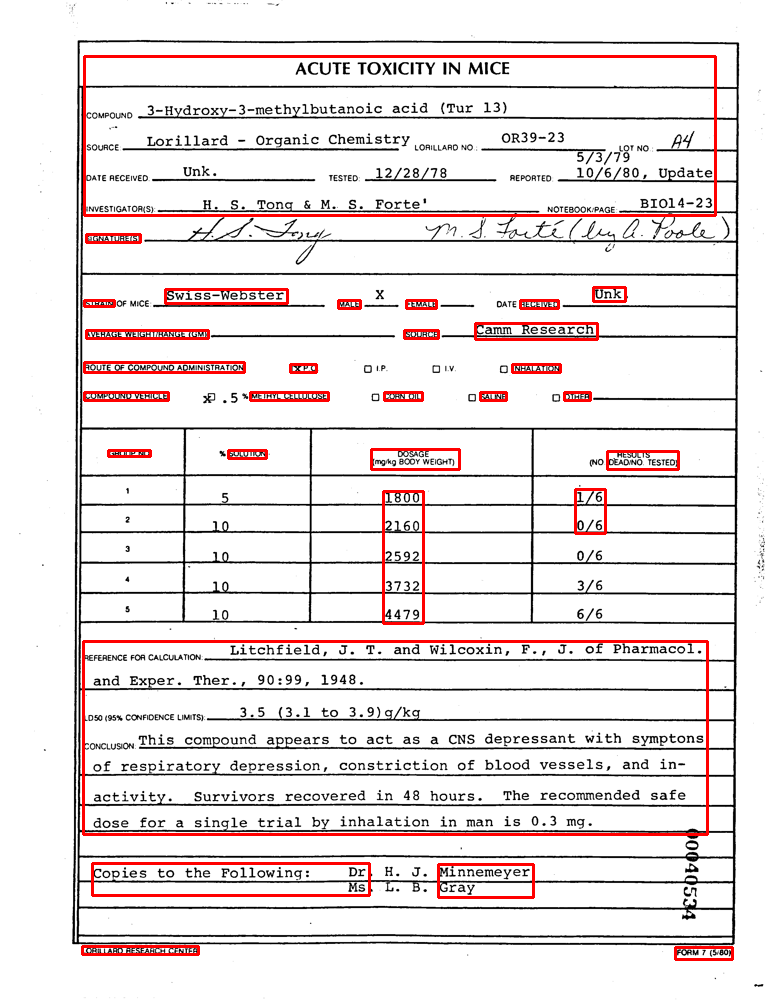 ACUTE TOXICITY IN MICE
COMPOUND 3-Hydroxy-3-methylbutanoic acid (Tur 13)
SOURCE Lorillard - Organic Chemistry LORILLARD NO.: OR39-23 LOT NO.: A4
5/3/79
DATE RECEIVED: Unk. TESTED: 12/28/78 REPORTED: 10/6/80, Update
INVESTIGATOR(S): H. S. Tong & M. S. Forte' NOTEBOOK/PAGE: BIO14-23
SIGNATURE(S): H. S. Tong M. S. Forté (by A. Poole)
STRAIN OF MICE: Swiss-Webster MALE X FEMALE DATE RECEIVED: Unk.
AVERAGE WEIGHT/RANGE (GM) SOURCE Camm Research
ROUTE OF COMPOUND ADMINISTRATION X P.O. I.P. I.V. INHALATION
COMPOUND VEHICLE X .5 % METHYL CELLULOSE CORN OIL SALINE OTHER
GROUP NO. % SOLUTION DOSAGE RESULTS
(mg/kg BODY WEIGHT) (NO. DEAD/NO. TESTED)
1 5 1800 1/6
2 10 2160 0/6
3 10 2592 0/6
4 10 3732 3/6
5 10 4479 6/6
REFERENCE FOR CALCULATION: Litchfield, J. T. and Wilcoxin, F., J. of Pharmacol.
and Exper. Ther., 90:99, 1948.
LD50 (95% CONFIDENCE LIMITS): 3.5 (3.1 to 3.9)g/kg
CONCLUSION: This compound appears to act as a CNS depressant with symptons
of respiratory depression, constriction of blood vessels, and in-
activity. Survivors recovered in 48 hours. The recommended safe
dose for a single trial by inhalation in man is 0.3 mg.
Copies to the Following: Dr. H. J. Minnemeyer
Ms. L. B. Gray
00040534
LORILLARD RESEARCH CENTER FORM 7 (5/80)